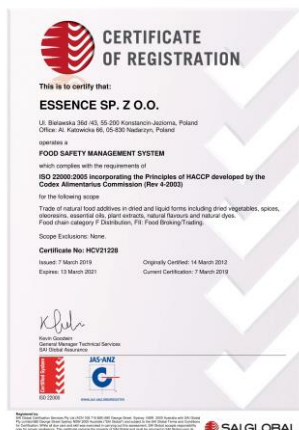 CERTIFICATE
OF REGISTRATION
This is to certify that:
ESSENCE SP. Z O.O.
Ul. Bielawska 36d /43, 55-200 Konstancin-Jeziorna, Poland
Office: Al. Katowicka 66, 05-830 Nadarzyn, Poland
operates a
FOOD SAFETY MANAGEMENT SYSTEM
which complies with the requirements of
ISO 22000:2005 incorporating the Principles of HACCP developed by the
Codex Alimentarius Commission (Rev 4-2003)
for the following scope
Trade of natural food additives in dried and liquid forms including dried vegetables, spices,
oleoresins, essential oils, plant extracts, natural flavours and natural dyes.
Food chain category F Distribution, FII: Food Broking/Trading.
Scope Exclusions: None.
Certificate No: HCV21228
Issued: 7 March 2019 Originally Certified: 14 March 2012
Expires: 13 March 2021 Current Certification: 7 March 2019
Kevin Goodwin
General Manager Technical Services
SAI Global Assurance
Certified System
JAS-ANZ
ISO 22000
SAI GLOBAL